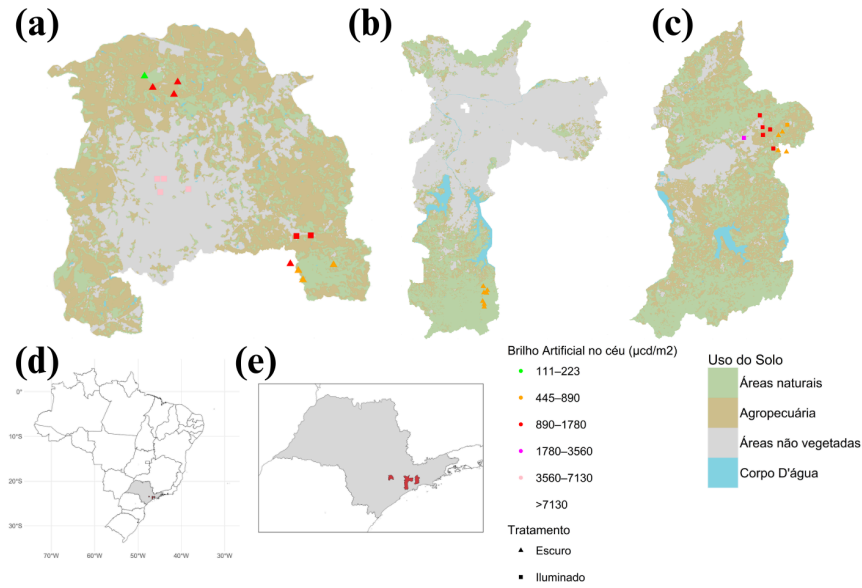 (a)
(b)
(c)
(d)
(e)
0°
10°S
20°S
30°S
70°W 60°W 50°W 40°W 30°W
Brilho Artificial no céu (µcd/m2)
111–223
445–890
890–1780
1780–3560
3560–7130
>7130
Tratamento
Escuro
Iluminado
Uso do Solo
Áreas naturais
Agropecuária
Áreas não vegetadas
Corpo D'água